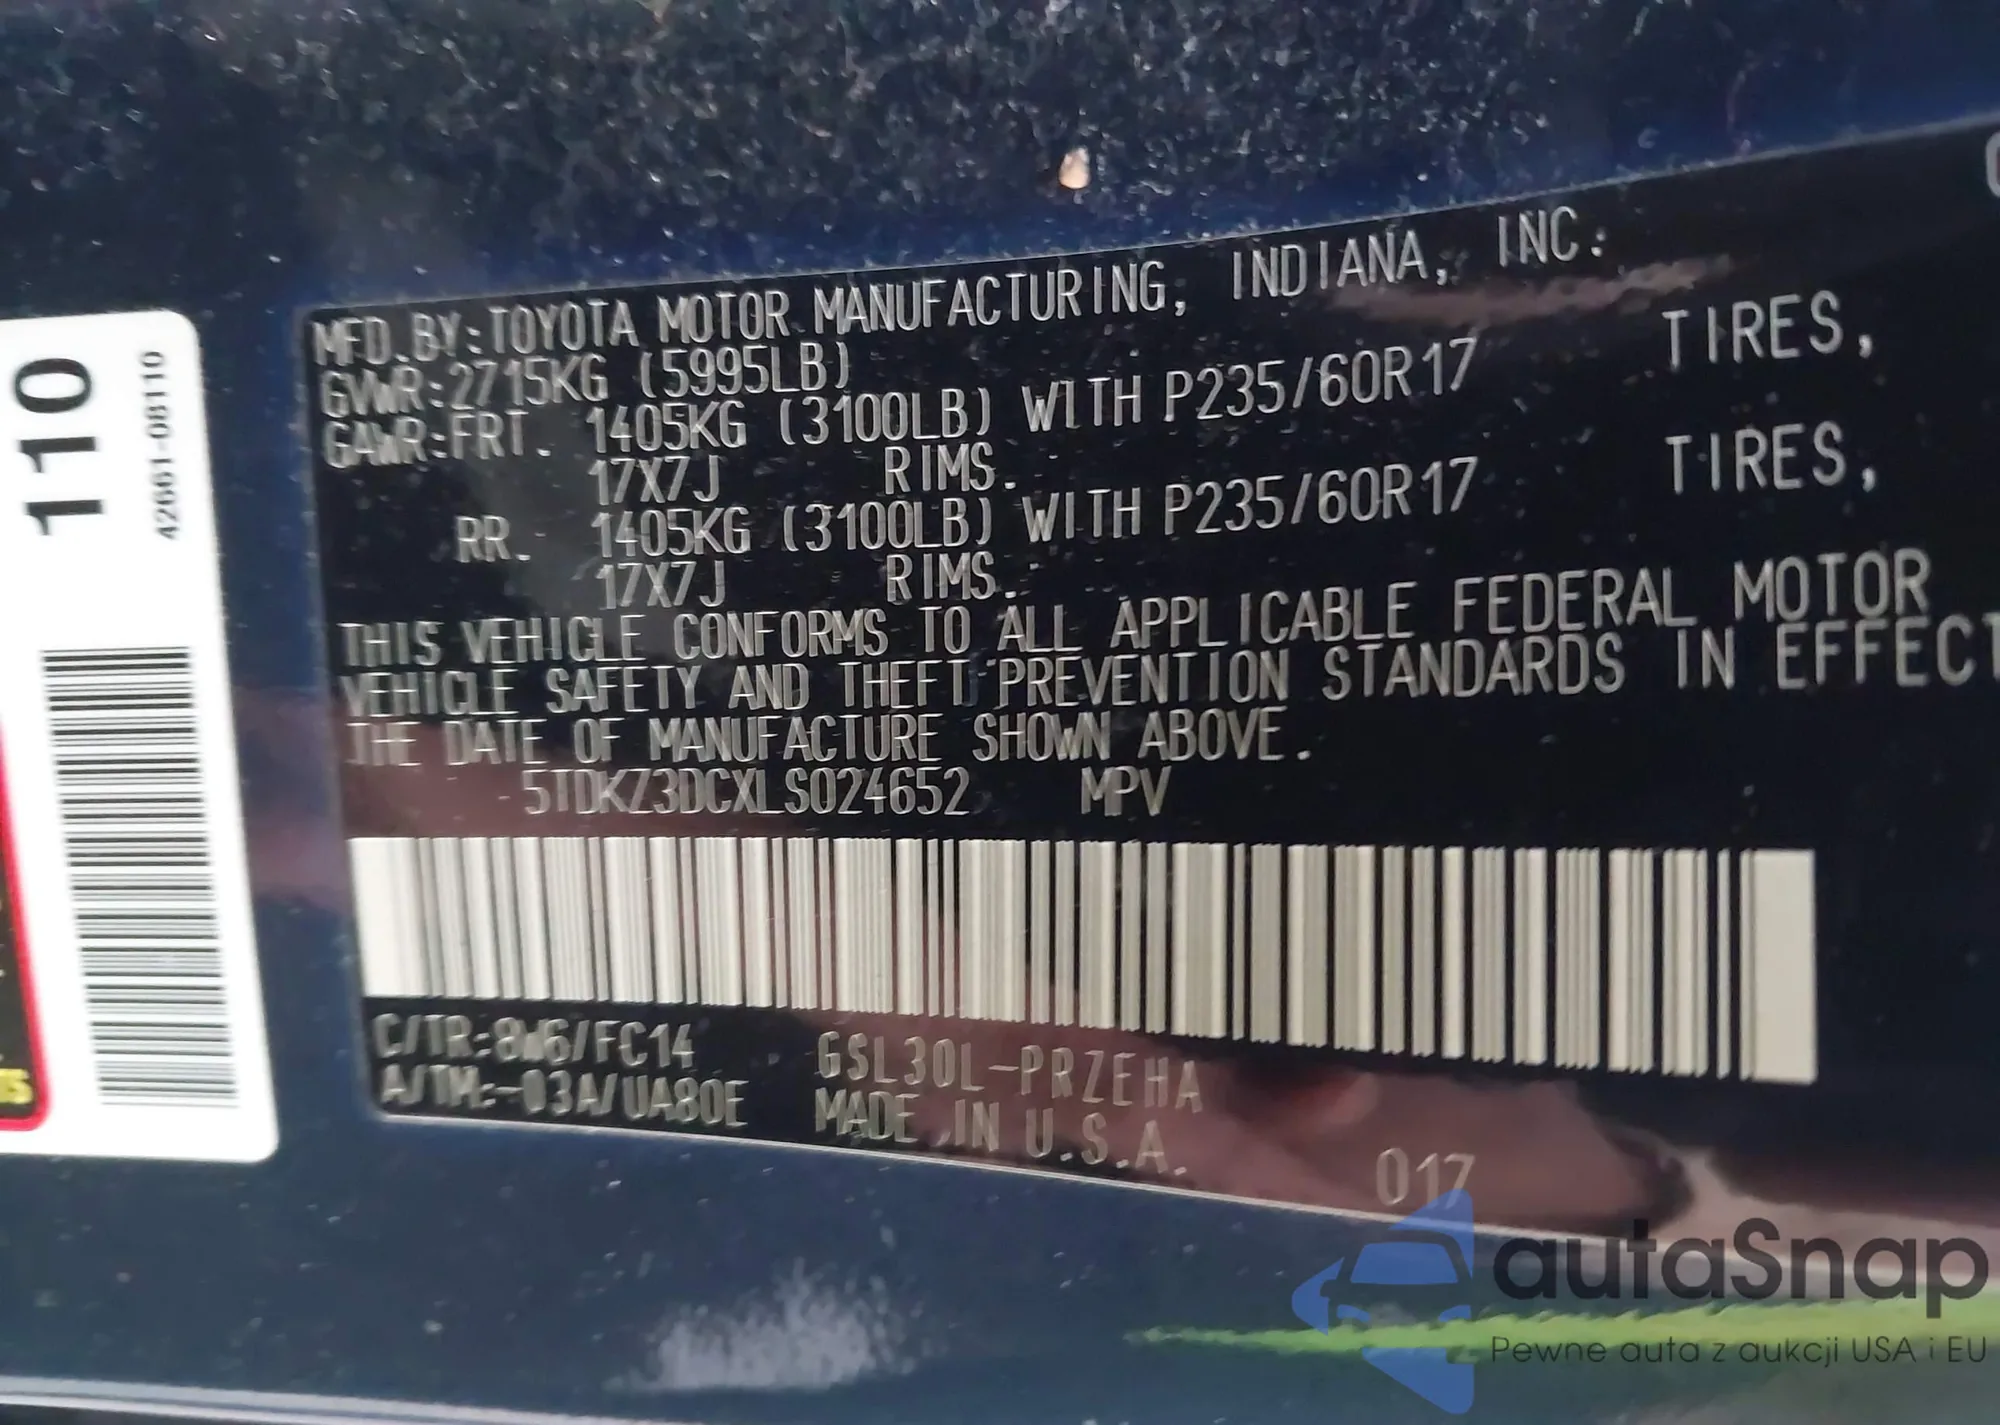 MFD.BY:TOYOTA MOTOR MANUFACTURING, INDIANA, INC.
GVWR:2715KG (5995LB)
GAWR:FRT. 1405KG (3100LB) WITH P235/60R17 TIRES,
17X7J RIMS.
RR. 1405KG (3100LB) WITH P235/60R17 TIRES,
17X7J RIMS.
THIS VEHICLE CONFORMS TO ALL APPLICABLE FEDERAL MOTOR
VEHICLE SAFETY AND THEFT PREVENTION STANDARDS IN EFFECT
THE DATE OF MANUFACTURE SHOWN ABOVE.
5TDKZ3DCXLS024652 MPV
C/TR:8W6/FC14 GSL30L-PRZEHA
A/TM:-03A/UA80E MADE IN U.S.A.
017
110
42661-08110
autaSnap
Pewne auta z aukcji USA i EU